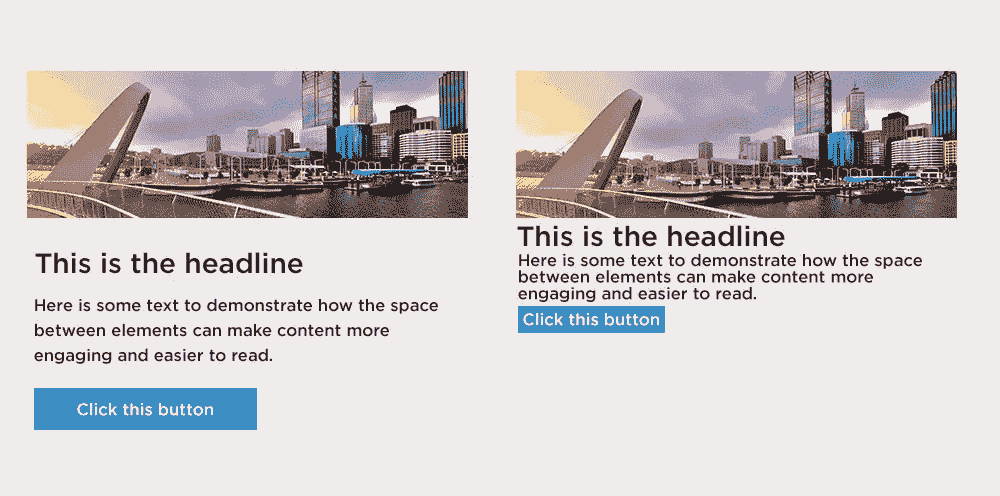 This is the headline
Here is some text to demonstrate how the space
between elements can make content more
engaging and easier to read.
Click this button
This is the headline
Here is some text to demonstrate how the space
between elements can make content more
engaging and easier to read.
Click this button